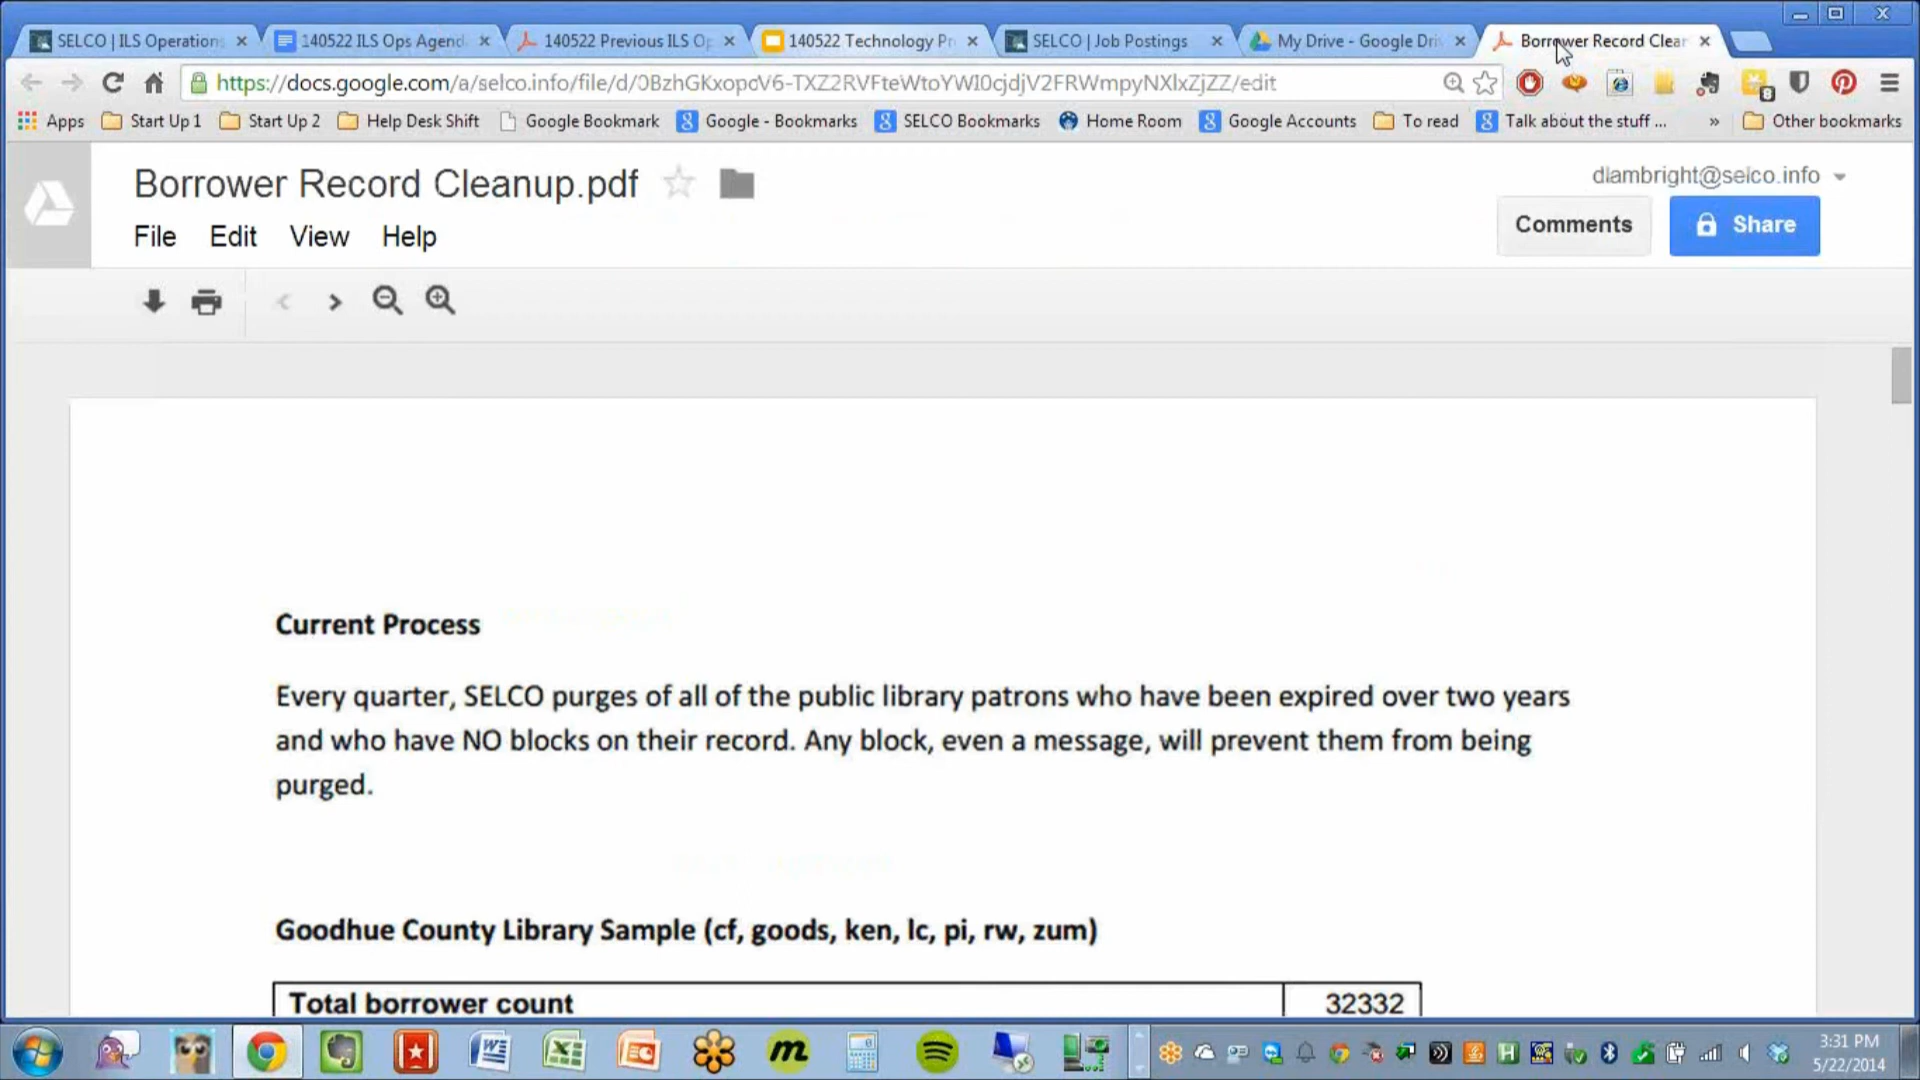 SELCO | ILS Operation
140522 ILS Ops Agend
140522 Previous ILS Op
140522 Technology Pr
SELCO | Job Postings
My Drive - Google Driv
Borrower Record Clear
https://docs.google.com/a/selco.info/file/d/0BzhGKxopoV6-TXZ2RVFteWtoYWI0cjdjV2FRWmpyNXlxZjZZ/edit
Apps
Start Up 1
Start Up 2
Help Desk Shift
Google Bookmark
Google - Bookmarks
SELCO Bookmarks
Home Room
Google Accounts
To read
Talk about the stuff ...
»
Other bookmarks
Borrower Record Cleanup.pdf
dlambright@selco.info
File Edit View Help
Comments
Share
Current Process
Every quarter, SELCO purges of all of the public library patrons who have been expired over two years
and who have NO blocks on their record. Any block, even a message, will prevent them from being
purged.
Goodhue County Library Sample (cf, goods, ken, lc, pi, rw, zum)
Total borrower count 32332
3:31 PM
5/22/2014